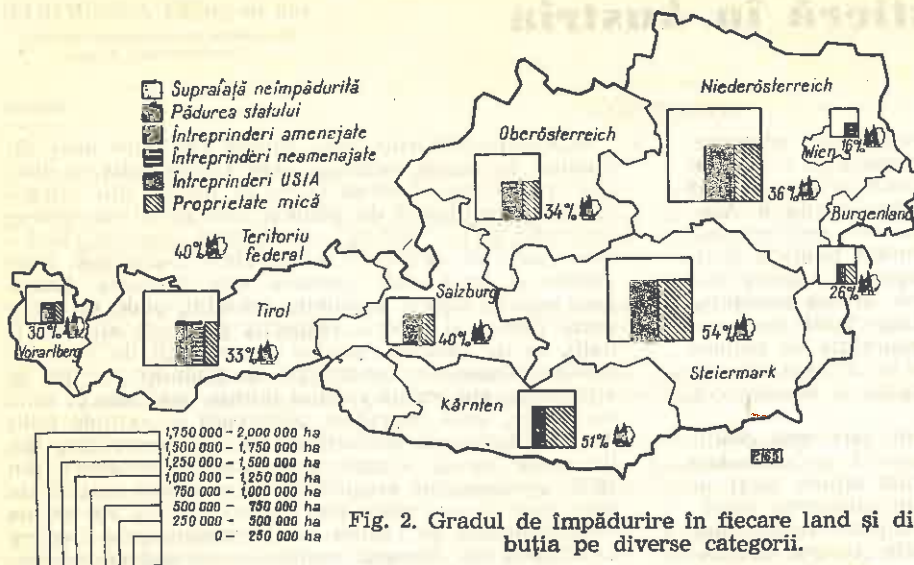 Supralață neîmpădurită
Pădurea statului
Întreprinderi amenajate
Întreprinderi neamenajate
Întreprinderi USIA
Proprietate mică
40% Teritoriu
Federal
Niederösterreich
Oberösterreich
Wien 16%
36%
34%
Burgenland
26%
Salzburg
40%
Tirol
33%
30%
Vorarlberg
54%
Steiermark
Kärnten
51%
1,750 000 - 2,000 000 ha
1,500 000 - 1,750 000 ha
1,250 000 - 1,500 000 ha
1,000 000 - 1,250 000 ha
750 000 - 1,000 000 ha
500 000 - 750 000 ha
250 000 - 500 000 ha
0 - 250 000 ha
Fig. 2. Gradul de împădurire în fiecare land și di
buția pe diverse categorii.